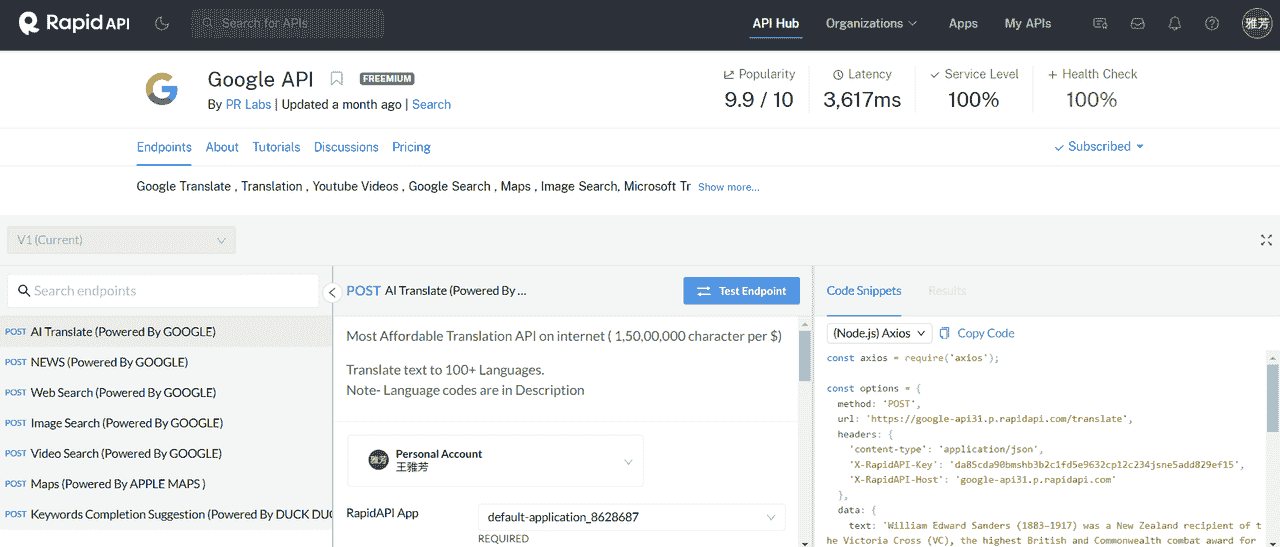 Rapid API
Search for APIs
API Hub
Organizations
Apps
My APIs
雅芳
Google API
FREEMIUM
By PR Labs | Updated a month ago | Search
Popularity
9.9 / 10
Latency
3,617ms
Service Level
100%
Health Check
100%
Endpoints
About
Tutorials
Discussions
Pricing
Subscribed
Google Translate , Translation , Youtube Videos , Google Search , Maps , Image Search, Microsoft Tr Show more...
V1 (Current)
Search endpoints
POST AI Translate (Powered By GOOGLE)
POST NEWS (Powered By GOOGLE)
POST Web Search (Powered By GOOGLE)
POST Image Search (Powered By GOOGLE)
POST Video Search (Powered By GOOGLE)
POST Maps (Powered By APPLE MAPS )
POST Keywords Completion Suggestion (Powered By DUCK DUC
POST AI Translate (Powered By ...
Test Endpoint
Most Affordable Translation API on internet ( 1,50,00,000 character per $)
Translate text to 100+ Languages.
Note- Language codes are in Description
雅芳
Personal Account
王雅芳
RapidAPI App
default-application_8628687
REQUIRED
Code Snippets
Results
(Node.js) Axios
Copy Code
const axios = require('axios');
const options = {
method: 'POST',
url: 'https://google-api31.p.rapidapi.com/translate',
headers: {
'content-type': 'application/json',
'X-RapidAPI-Key': 'da85cda90bmshb3b2c1fd5e9632cp12c234jsne5add829ef15',
'X-RapidAPI-Host': 'google-api31.p.rapidapi.com'
},
data: {
text: 'William Edward Sanders (1883–1917) was a New Zealand recipient of t
he Victoria Cross (VC), the highest British and Commonwealth combat award for